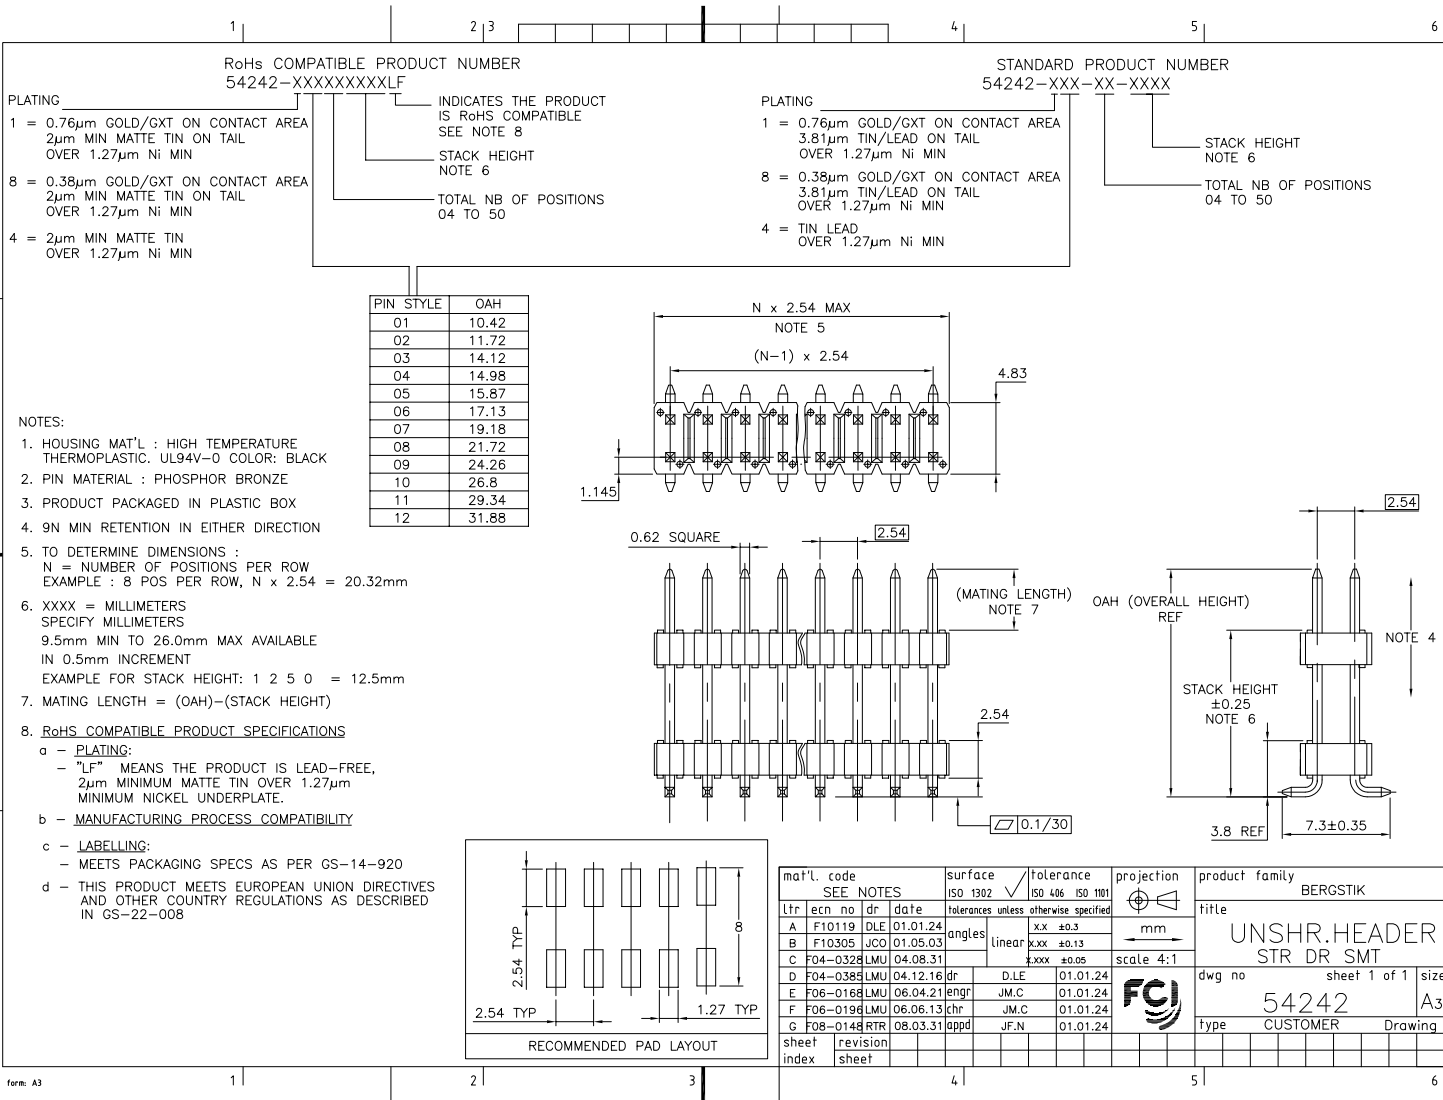 1
2
3
4
5
6
RoHs COMPATIBLE PRODUCT NUMBER
54242-XXXXXXXXXLF
PLATING
1 = 0.76µm GOLD/GXT ON CONTACT AREA
2µm MIN MATTE TIN ON TAIL
OVER 1.27µm Ni MIN
8 = 0.38µm GOLD/GXT ON CONTACT AREA
2µm MIN MATTE TIN ON TAIL
OVER 1.27µm Ni MIN
4 = 2µm MIN MATTE TIN
OVER 1.27µm Ni MIN
INDICATES THE PRODUCT
IS RoHS COMPATIBLE
SEE NOTE 8
STACK HEIGHT
NOTE 6
TOTAL NB OF POSITIONS
04 TO 50
STANDARD PRODUCT NUMBER
54242-XXX-XX-XXXX
PLATING
1 = 0.76µm GOLD/GXT ON CONTACT AREA
3.81µm TIN/LEAD ON TAIL
OVER 1.27µm Ni MIN
8 = 0.38µm GOLD/GXT ON CONTACT AREA
3.81µm TIN/LEAD ON TAIL
OVER 1.27µm Ni MIN
4 = TIN LEAD
OVER 1.27µm Ni MIN
STACK HEIGHT
NOTE 6
TOTAL NB OF POSITIONS
04 TO 50
PIN STYLE OAH
01 10.42
02 11.72
03 14.12
04 14.98
05 15.87
06 17.13
07 19.18
08 21.72
09 24.26
10 26.8
11 29.34
12 31.88
N x 2.54 MAX
NOTE 5
(N-1) x 2.54
4.83
1.145
NOTES:
1. HOUSING MAT'L : HIGH TEMPERATURE
THERMOPLASTIC. UL94V-0 COLOR: BLACK
2. PIN MATERIAL : PHOSPHOR BRONZE
3. PRODUCT PACKAGED IN PLASTIC BOX
4. 9N MIN RETENTION IN EITHER DIRECTION
5. TO DETERMINE DIMENSIONS :
N = NUMBER OF POSITIONS PER ROW
EXAMPLE : 8 POS PER ROW, N x 2.54 = 20.32mm
6. XXXX = MILLIMETERS
SPECIFY MILLIMETERS
9.5mm MIN TO 26.0mm MAX AVAILABLE
IN 0.5mm INCREMENT
EXAMPLE FOR STACK HEIGHT: 1 2 5 0 = 12.5mm
7. MATING LENGTH = (OAH)-(STACK HEIGHT)
8. RoHS COMPATIBLE PRODUCT SPECIFICATIONS
a - PLATING:
- "LF" MEANS THE PRODUCT IS LEAD-FREE,
2µm MINIMUM MATTE TIN OVER 1.27µm
MINIMUM NICKEL UNDERPLATE.
b - MANUFACTURING PROCESS COMPATIBILITY
c - LABELLING:
- MEETS PACKAGING SPECS AS PER GS-14-920
d - THIS PRODUCT MEETS EUROPEAN UNION DIRECTIVES
AND OTHER COUNTRY REGULATIONS AS DESCRIBED
IN GS-22-008
0.62 SQUARE
2.54
(MATING LENGTH)
NOTE 7
2.54
0.1/30
2.54
OAH (OVERALL HEIGHT)
REF
NOTE 4
STACK HEIGHT
±0.25
NOTE 6
3.8 REF
7.3±0.35
2.54 TYP
8
2.54 TYP
1.27 TYP
RECOMMENDED PAD LAYOUT
mat'l. code
SEE NOTES
surface
ISO 1302
tolerance
ISO 406 ISO 1101
projection
product family
BERGSTIK
ltr ecn no dr date
tolerances unless otherwise specified
A F10119 DLE 01.01.24
B F10305 JCO 01.05.03
C F04-0328 LMU 04.08.31
D F04-0385 LMU 04.12.16
E F06-0168 LMU 06.04.21
F F06-0196 LMU 06.06.13
G F08-0148 RTR 08.03.31
angles
linear
X.X ±0.3
X.XX ±0.13
X.XXX ±0.05
mm
scale 4:1
dr D.LE 01.01.24
engr JM.C 01.01.24
chr JM.C 01.01.24
appd JF.N 01.01.24
FCJ
title
UNSHR.HEADER
STR DR SMT
dwg no
sheet 1 of 1
size
54242
A3
type CUSTOMER Drawing
sheet
index
revision
sheet
form: A3
1
2
3
4
5
6